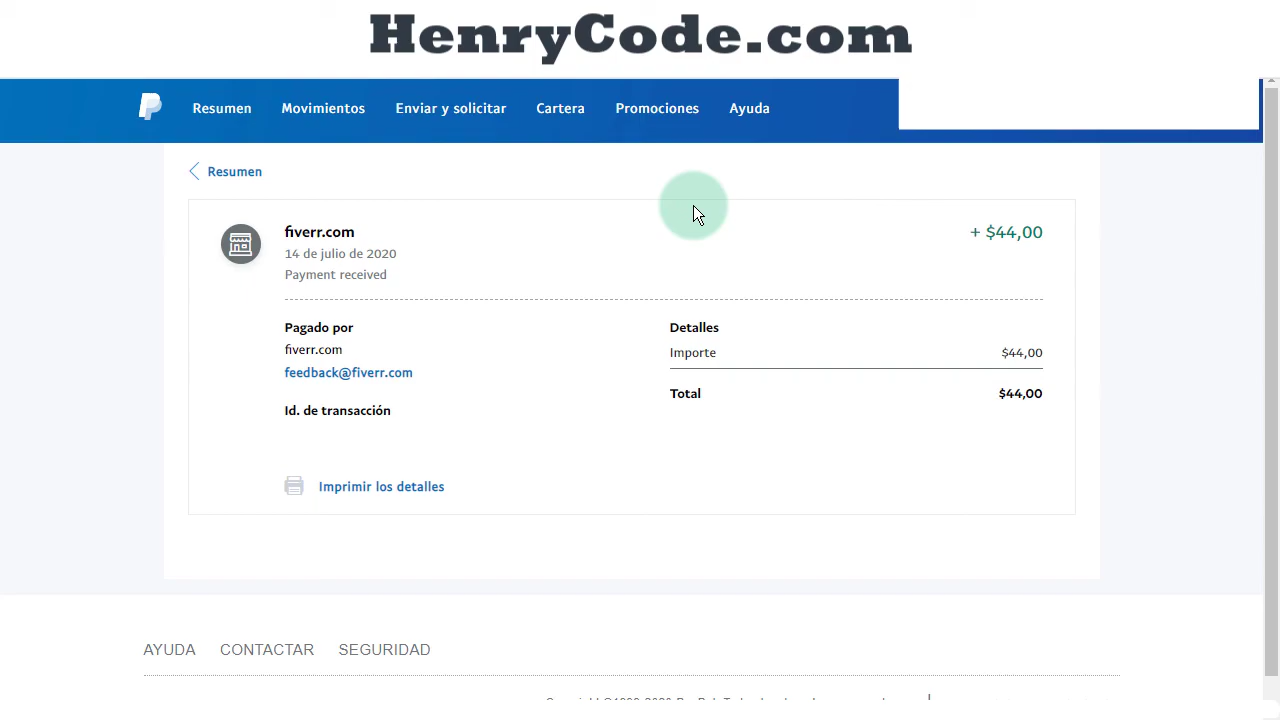 HenryCode.com
Resumen Movimientos Enviar y solicitar Cartera Promociones Ayuda
Resumen
fiverr.com
14 de julio de 2020
Payment received
+ $44,00
Pagado por
fiverr.com
feedback@fiverr.com
Id. de transacción
Detalles
Importe $44,00
Total $44,00
Imprimir los detalles
AYUDA CONTACTAR SEGURIDAD